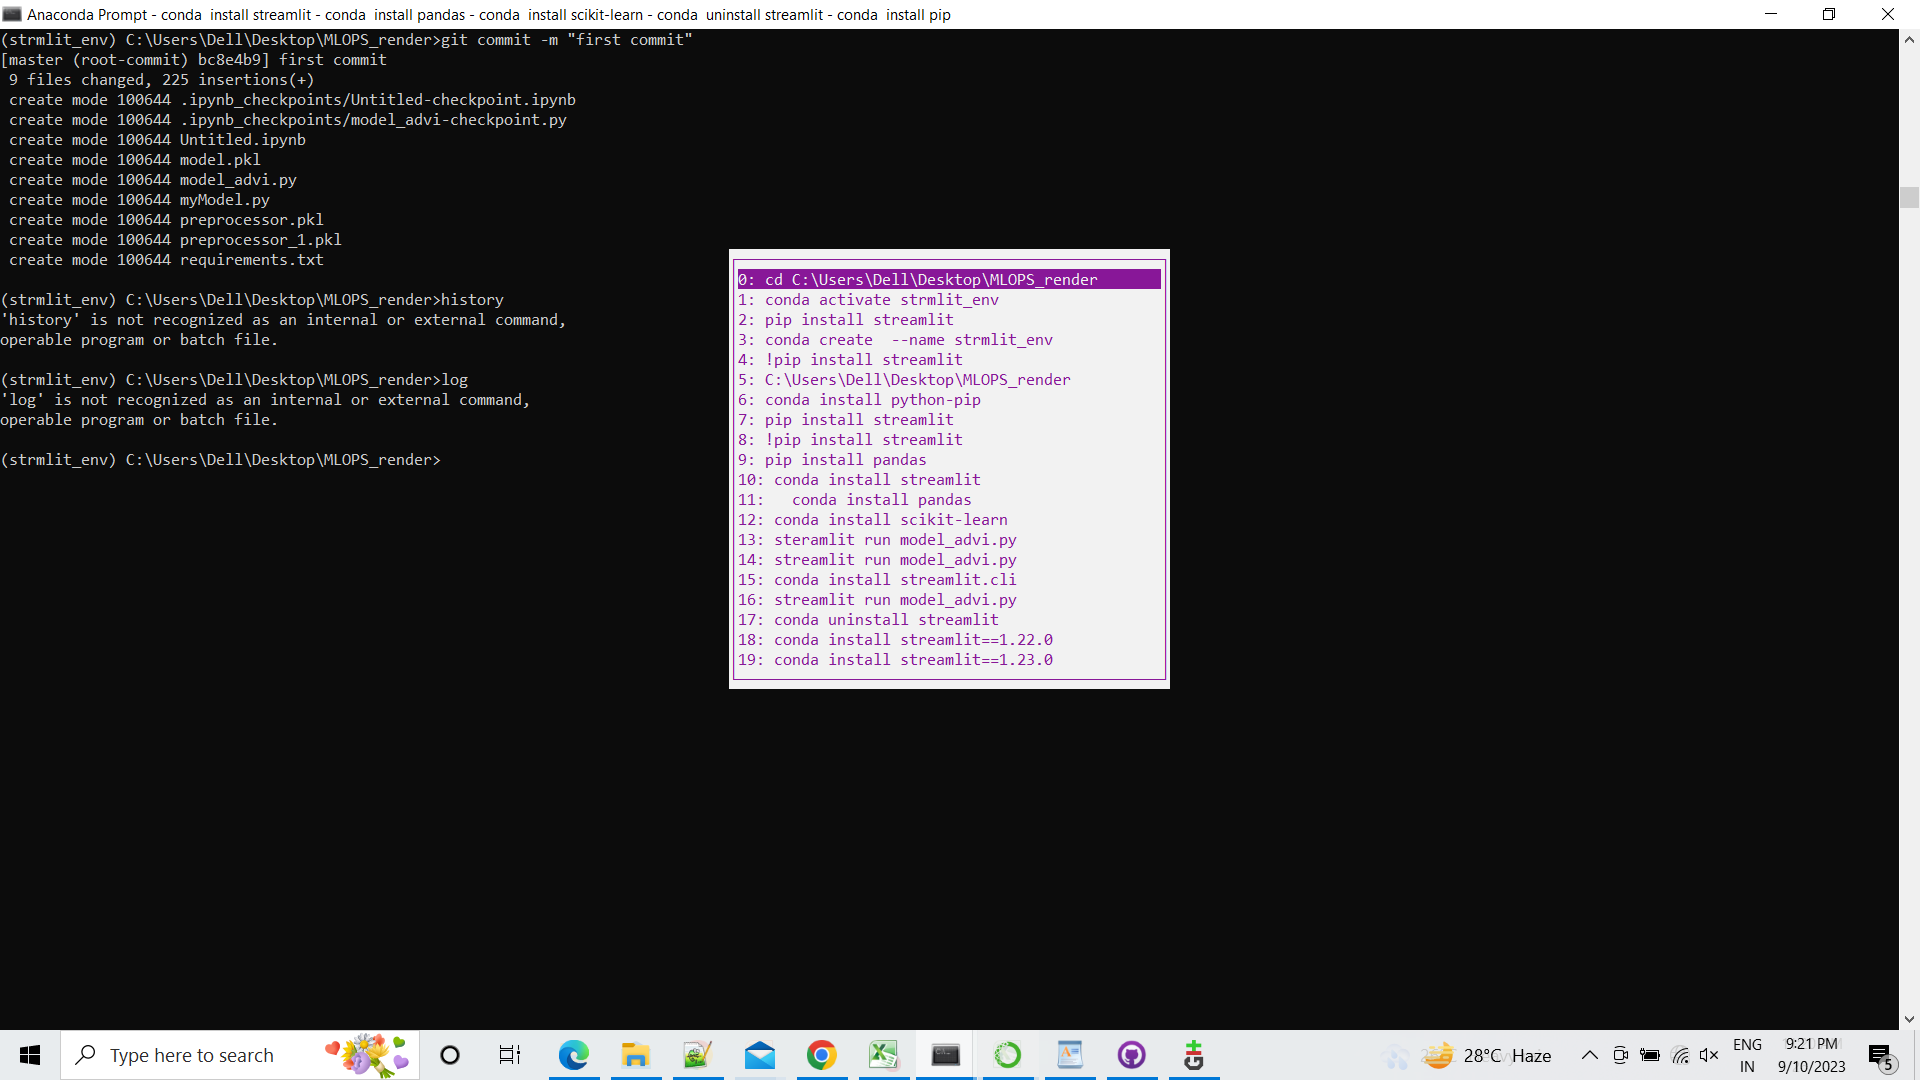 Anaconda Prompt - conda  install streamlit - conda  install pandas - conda  install scikit-learn - conda  uninstall streamlit - conda  install pip
(strmlit_env) C:\Users\Dell\Desktop\MLOPS_render>git commit -m "first commit"
[master (root-commit) bc8e4b9] first commit
 9 files changed, 225 insertions(+)
 create mode 100644 .ipynb_checkpoints/Untitled-checkpoint.ipynb
 create mode 100644 .ipynb_checkpoints/model_advi-checkpoint.py
 create mode 100644 Untitled.ipynb
 create mode 100644 model.pkl
 create mode 100644 model_advi.py
 create mode 100644 myModel.py
 create mode 100644 preprocessor.pkl
 create mode 100644 preprocessor_1.pkl
 create mode 100644 requirements.txt
(strmlit_env) C:\Users\Dell\Desktop\MLOPS_render>history
'history' is not recognized as an internal or external command,
operable program or batch file.
(strmlit_env) C:\Users\Dell\Desktop\MLOPS_render>log
'log' is not recognized as an internal or external command,
operable program or batch file.
(strmlit_env) C:\Users\Dell\Desktop\MLOPS_render>
0: cd C:\Users\Dell\Desktop\MLOPS_render
1: conda activate strmlit_env
2: pip install streamlit
3: conda create  --name strmlit_env
4: !pip install streamlit
5: C:\Users\Dell\Desktop\MLOPS_render
6: conda install python-pip
7: pip install streamlit
8: !pip install streamlit
9: pip install pandas
10: conda install streamlit
11:   conda install pandas
12: conda install scikit-learn
13: steramlit run model_advi.py
14: streamlit run model_advi.py
15: conda install streamlit.cli
16: streamlit run model_advi.py
17: conda uninstall streamlit
18: conda install streamlit==1.22.0
19: conda install streamlit==1.23.0
Type here to search
28°C Haze
ENG
IN
9:21 PM
9/10/2023
5